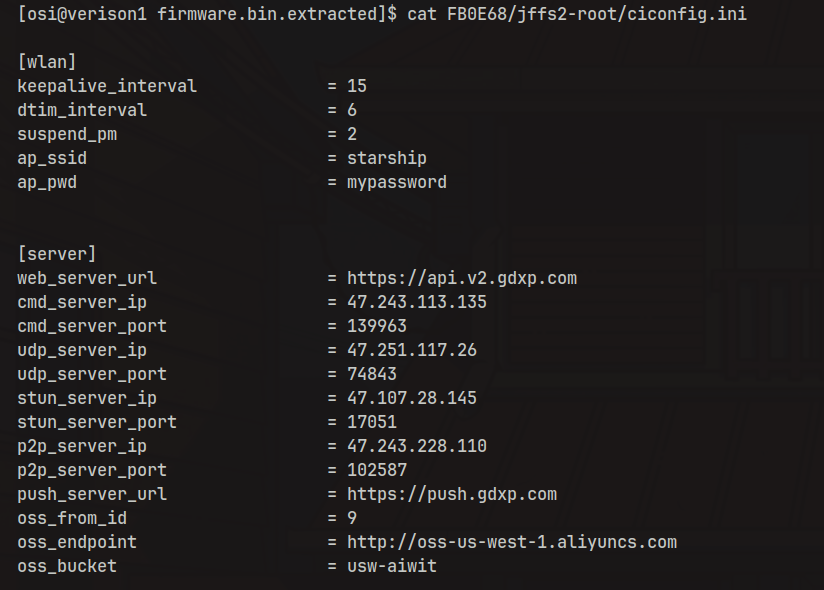 [osi@verison1 firmware.bin.extracted]$ cat FB0E68/jffs2-root/ciconfig.ini
[wlan]
keepalive_interval = 15
dtim_interval = 6
suspend_pm = 2
ap_ssid = starship
ap_pwd = mypassword
[server]
web_server_url = https://api.v2.gdxp.com
cmd_server_ip = 47.243.113.135
cmd_server_port = 139963
udp_server_ip = 47.251.117.26
udp_server_port = 74843
stun_server_ip = 47.107.28.145
stun_server_port = 17051
p2p_server_ip = 47.243.228.110
p2p_server_port = 102587
push_server_url = https://push.gdxp.com
oss_from_id = 9
oss_endpoint = http://oss-us-west-1.aliyuncs.com
oss_bucket = usw-aiwit